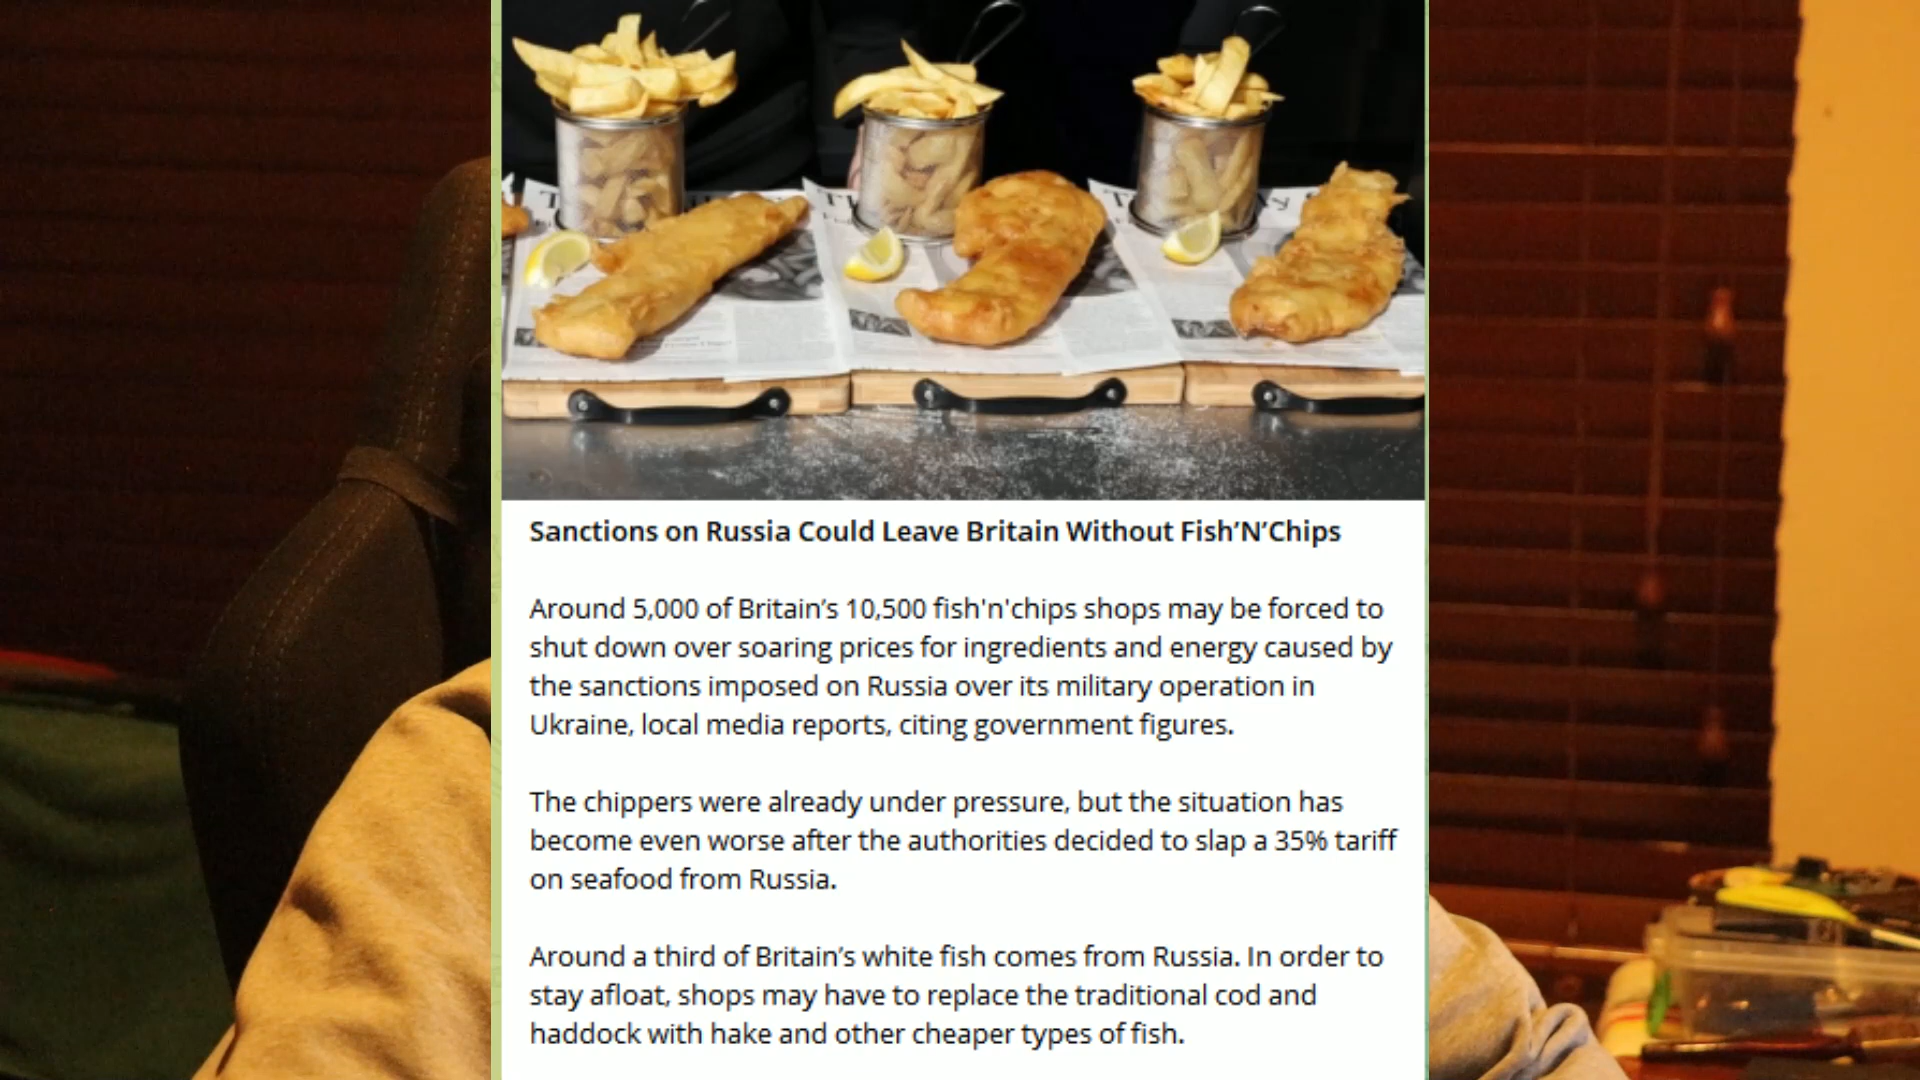 Sanctions on Russia Could Leave Britain Without Fish’N’Chips
Around 5,000 of Britain’s 10,500 fish'n'chips shops may be forced to
shut down over soaring prices for ingredients and energy caused by
the sanctions imposed on Russia over its military operation in
Ukraine, local media reports, citing government figures.
The chippers were already under pressure, but the situation has
become even worse after the authorities decided to slap a 35% tariff
on seafood from Russia.
Around a third of Britain’s white fish comes from Russia. In order to
stay afloat, shops may have to replace the traditional cod and
haddock with hake and other cheaper types of fish.